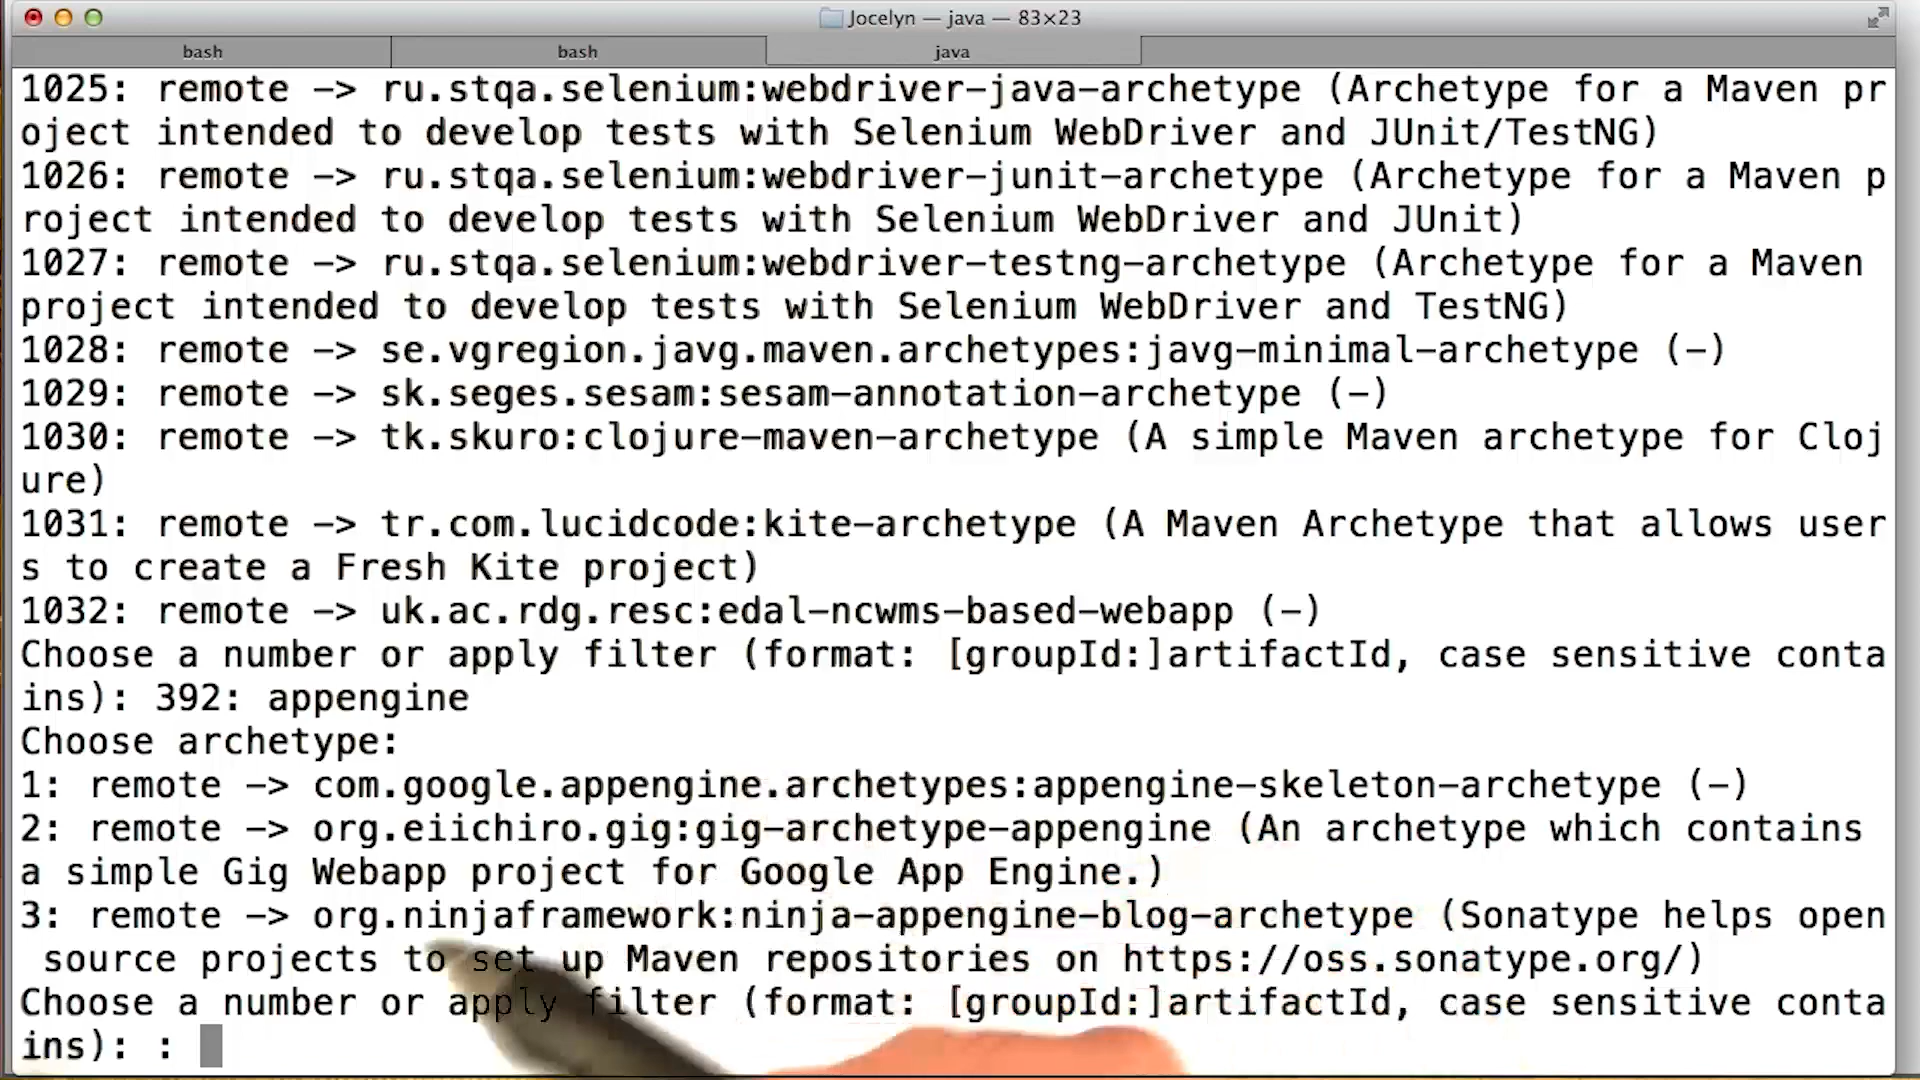 Jocelyn — java — 83×23
bash bash java
1025: remote -> ru.stqa.selenium:webdriver-java-archetype (Archetype for a Maven pr
oject intended to develop tests with Selenium WebDriver and JUnit/TestNG)
1026: remote -> ru.stqa.selenium:webdriver-junit-archetype (Archetype for a Maven p
roject intended to develop tests with Selenium WebDriver and JUnit)
1027: remote -> ru.stqa.selenium:webdriver-testng-archetype (Archetype for a Maven
project intended to develop tests with Selenium WebDriver and TestNG)
1028: remote -> se.vgregion.javg.maven.archetypes:javg-minimal-archetype (-)
1029: remote -> sk.seges.sesam:sesam-annotation-archetype (-)
1030: remote -> tk.skuro:clojure-maven-archetype (A simple Maven archetype for Cloj
ure)
1031: remote -> tr.com.lucidcode:kite-archetype (A Maven Archetype that allows user
s to create a Fresh Kite project)
1032: remote -> uk.ac.rdg.resc:edal-ncwms-based-webapp (-)
Choose a number or apply filter (format: [groupId:]artifactId, case sensitive conta
ins): 392: appengine
Choose archetype:
1: remote -> com.google.appengine.archetypes:appengine-skeleton-archetype (-)
2: remote -> org.eiichiro.gig:gig-archetype-appengine (An archetype which contains
a simple Gig Webapp project for Google App Engine.)
3: remote -> org.ninjaframework:ninja-appengine-blog-archetype (Sonatype helps open
 source projects to set up Maven repositories on https://oss.sonatype.org/)
Choose a number or apply filter (format: [groupId:]artifactId, case sensitive conta
ins): :